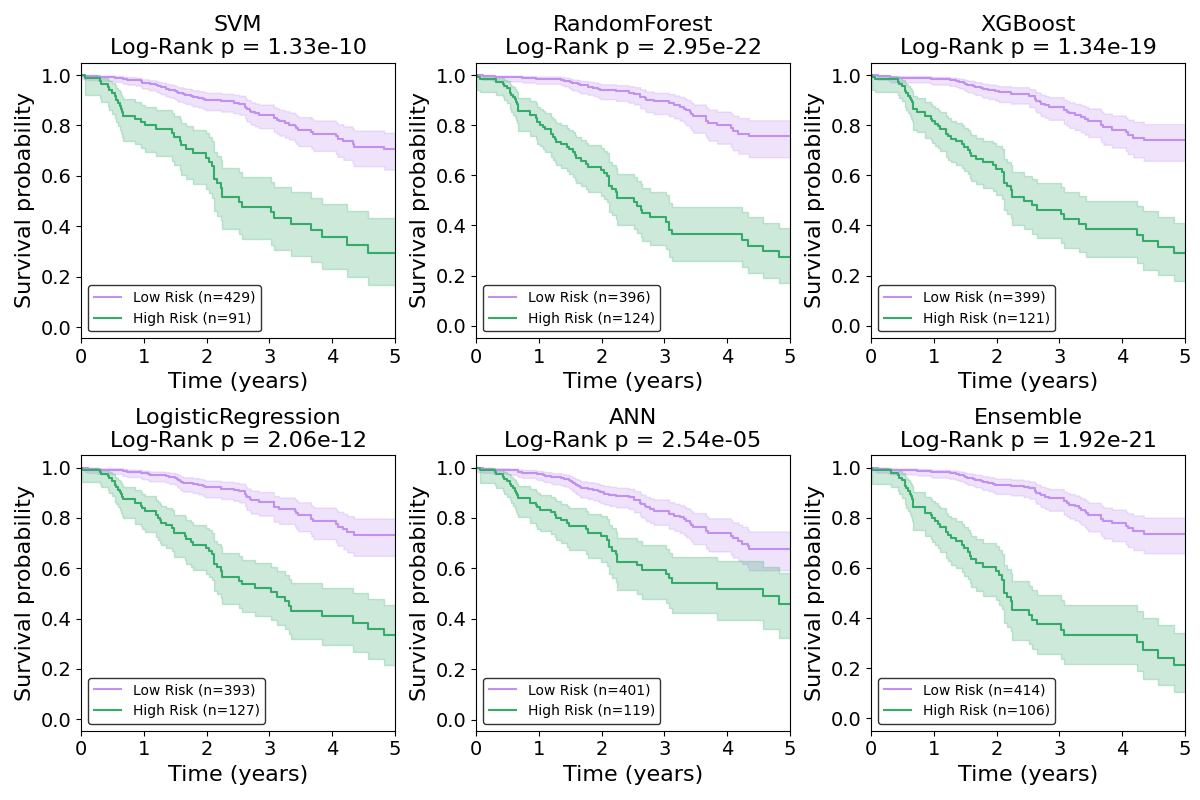 SVM
Log-Rank p = 1.33e-10
Survival probability
1.0
0.8
0.6
0.4
0.2
0.0
Low Risk (n=429)
High Risk (n=91)
0 1 2 3 4 5
Time (years)
RandomForest
Log-Rank p = 2.95e-22
Survival probability
1.0
0.8
0.6
0.4
0.2
0.0
Low Risk (n=396)
High Risk (n=124)
0 1 2 3 4 5
Time (years)
XGBoost
Log-Rank p = 1.34e-19
Survival probability
1.0
0.8
0.6
0.4
0.2
0.0
Low Risk (n=399)
High Risk (n=121)
0 1 2 3 4 5
Time (years)
LogisticRegression
Log-Rank p = 2.06e-12
Survival probability
1.0
0.8
0.6
0.4
0.2
0.0
Low Risk (n=393)
High Risk (n=127)
0 1 2 3 4 5
Time (years)
ANN
Log-Rank p = 2.54e-05
Survival probability
1.0
0.8
0.6
0.4
0.2
0.0
Low Risk (n=401)
High Risk (n=119)
0 1 2 3 4 5
Time (years)
Ensemble
Log-Rank p = 1.92e-21
Survival probability
1.0
0.8
0.6
0.4
0.2
0.0
Low Risk (n=414)
High Risk (n=106)
0 1 2 3 4 5
Time (years)